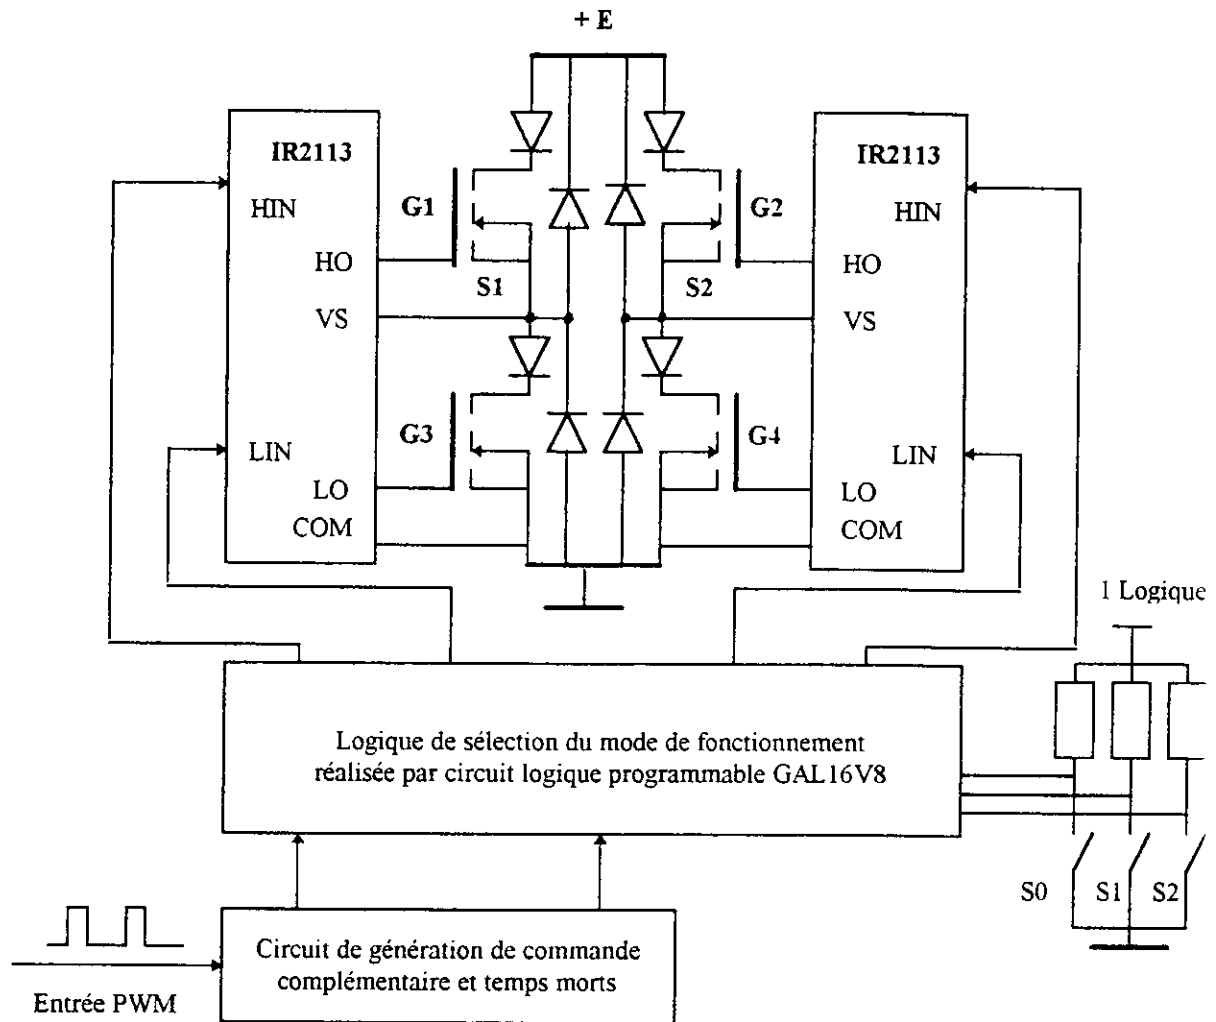 + E
IR2113
HIN
HO
VS
LIN
LO
COM
G1
S1
G3
G2
S2
G4
IR2113
HIN
HO
VS
LIN
LO
COM
1 Logique
Logique de sélection du mode de fonctionnement
réalisée par circuit logique programmable GAL16V8
S0
S1
S2
Circuit de génération de commande
complémentaire et temps morts
Entrée PWM